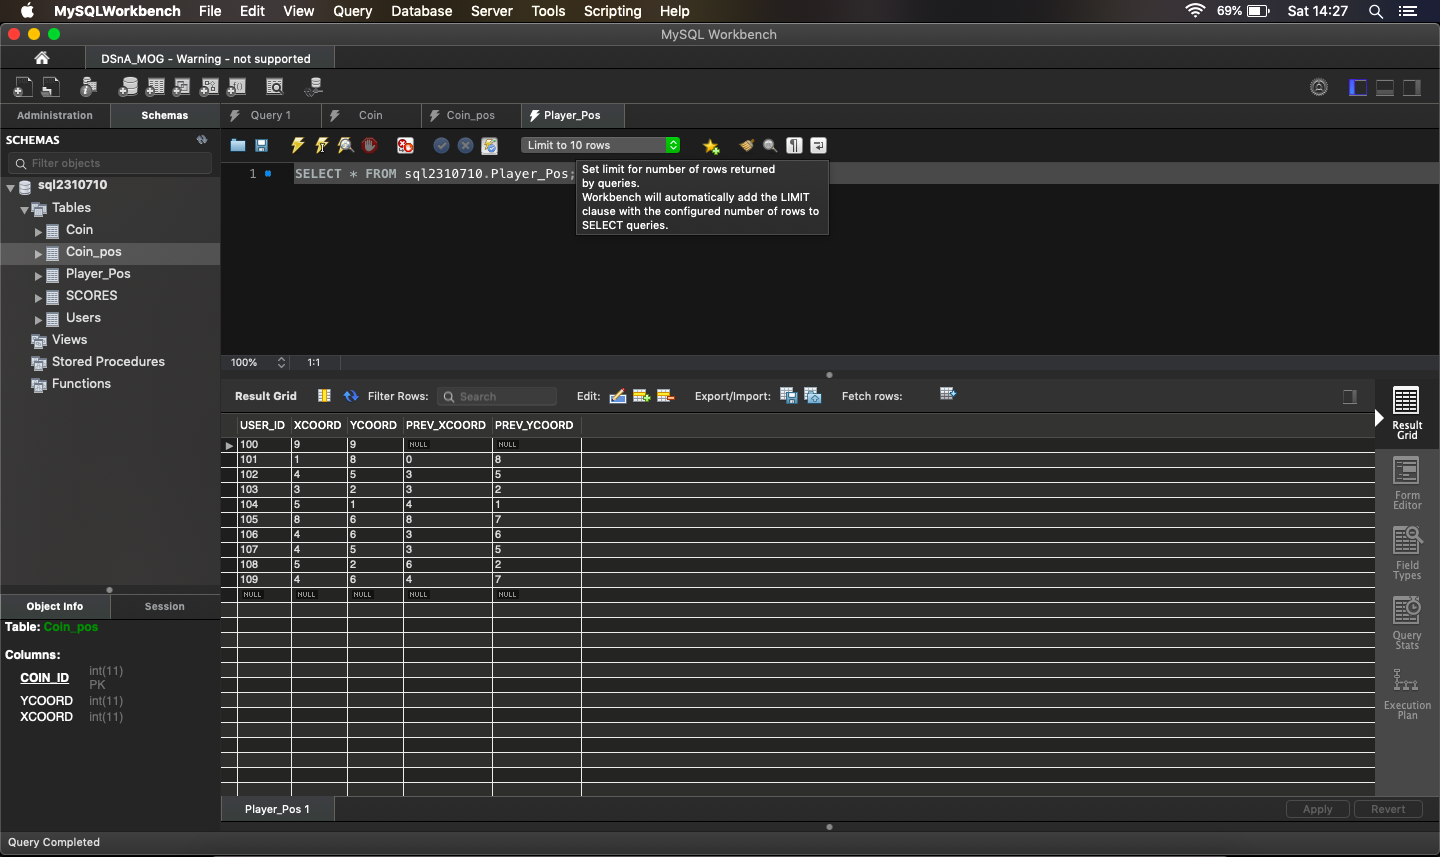 MySQLWorkbench File Edit View Query Database Server Tools Scripting Help 69% Sat 14:27
MySQL Workbench
DSnA_MOG - Warning - not supported
Administration Schemas Query 1 Coin Coin_pos Player_Pos
SCHEMAS
Filter objects
Limit to 10 rows
1 SELECT * FROM sql2310710.Player_Pos;
Set limit for number of rows returned
by queries.
Workbench will automatically add the LIMIT
clause with the configured number of rows to
SELECT queries.
sql2310710
Tables
Coin
Coin_pos
Player_Pos
SCORES
Users
Views
Stored Procedures
Functions
100% 1:1
Result Grid Filter Rows: Search Edit: Export/Import: Fetch rows:
USER_ID XCOORD YCOORD PREV_XCOORD PREV_YCOORD
100 9 9 NULL NULL
101 1 8 0 8
102 4 5 3 5
103 3 2 3 2
104 5 1 4 1
105 8 6 8 7
106 4 6 3 6
107 4 5 3 5
108 5 2 6 2
109 4 6 4 7
NULL NULL NULL NULL NULL
Result
Grid
Form
Editor
Field
Types
Query
Stats
Execution
Plan
Object Info Session
Table: Coin_pos
Columns:
COIN_ID int(11)
PK
YCOORD int(11)
XCOORD int(11)
Player_Pos 1 Apply Revert
Query Completed